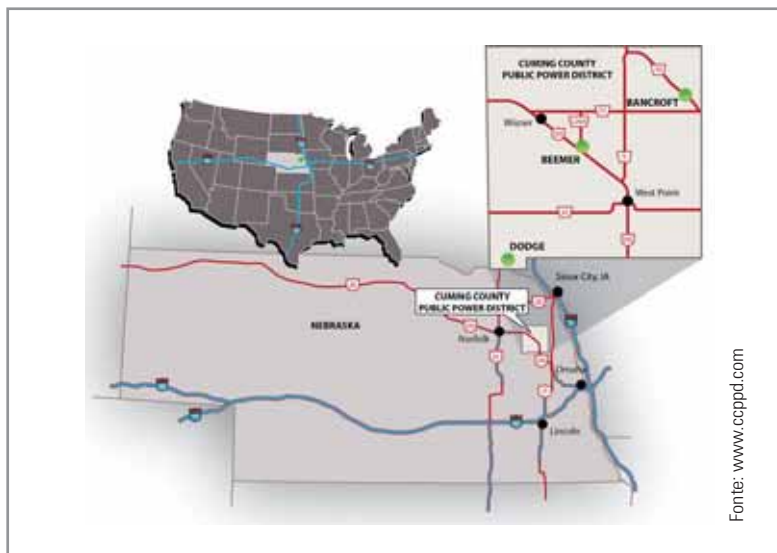 CUMING COUNTY
PUBLIC POWER DISTRICT
BANCROFT
Wisner
BEEMER
West Point
DODGE
Sioux City, IA
CUMING COUNTY
PUBLIC POWER DISTRICT
NEBRASKA
Norfolk
Omaha
Lincoln
Fonte: www.ccppd.com